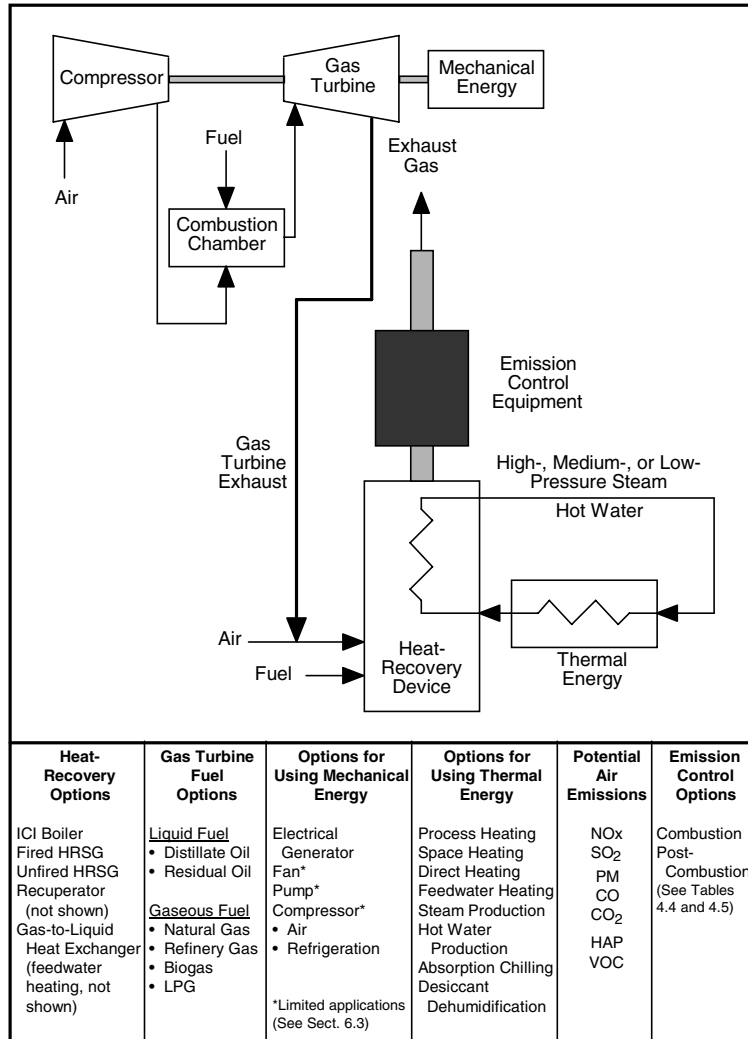 Compressor
Gas
Turbine
Mechanical
Energy
Air
Fuel
Combustion
Chamber
Exhaust
Gas
Emission
Control
Equipment
Gas
Turbine
Exhaust
High-, Medium-, or Low-
Pressure Steam
Hot Water
Air
Fuel
Heat-
Recovery
Device
Thermal
Energy
Heat-
Recovery
Options
ICI Boiler
Fired HRSG
Unfired HRSG
Recuperator
(not shown)
Gas-to-Liquid
Heat Exchanger
(feedwater
heating, not
shown)
Gas Turbine
Fuel
Options
Liquid Fuel
• Distillate Oil
• Residual Oil
Gaseous Fuel
• Natural Gas
• Refinery Gas
• Biogas
• LPG
Options for
Using Mechanical
Energy
Electrical
Generator
Fan*
Pump*
Compressor*
• Air
• Refrigeration
*Limited applications
(See Sect. 6.3)
Options for
Using Thermal
Energy
Process Heating
Space Heating
Direct Heating
Feedwater Heating
Steam Production
Hot Water
Production
Absorption Chilling
Desiccant
Dehumidification
Potential
Air
Emissions
NOx
SO2
PM
CO
CO2
HAP
VOC
Emission
Control
Options
Combustion
Post-
Combustion
(See Tables
4.4 and 4.5)